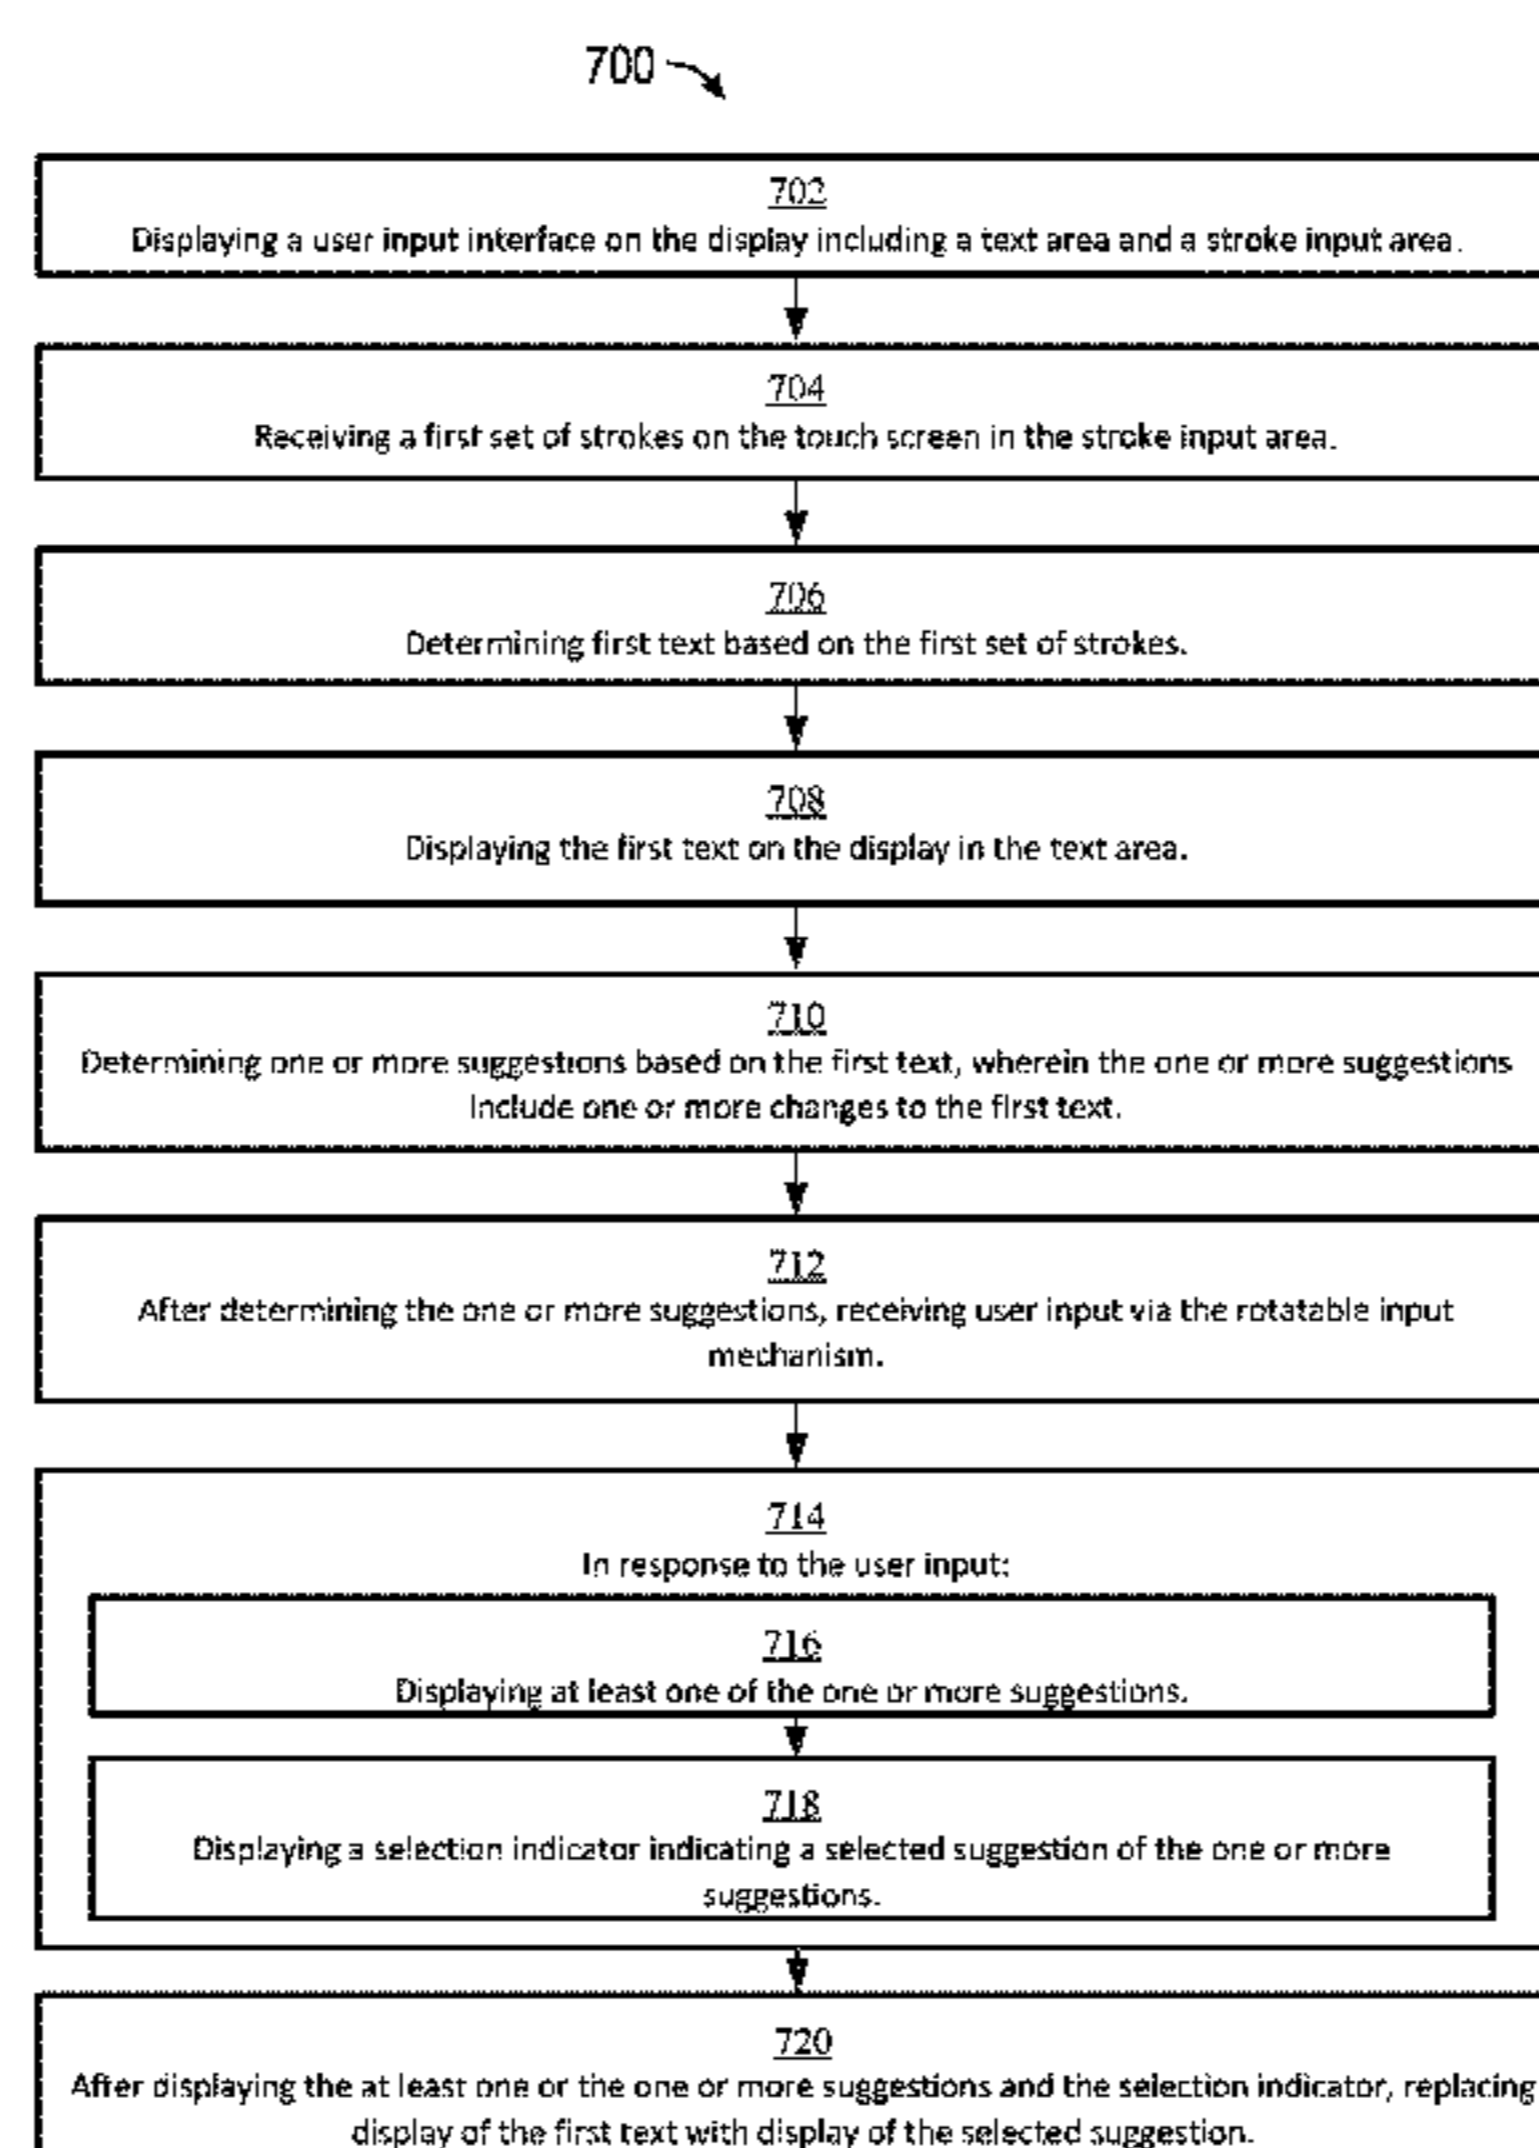 700
702
Displaying a user input interface on the display including a text area and a stroke input area.
704
Receiving a first set of strokes on the touch screen in the stroke input area.
706
Determining first text based on the first set of strokes.
708
Displaying the first text on the display in the text area.
710
Determining one or more suggestions based on the first text, wherein the one or more suggestions
include one or more changes to the first text.
712
After determining the one or more suggestions, receiving user input via the rotatable input
mechanism.
714
In response to the user input:
716
Displaying at least one of the one or more suggestions.
718
Displaying a selection indicator indicating a selected suggestion of the one or more
suggestions.
720
After displaying the at least one or the one or more suggestions and the selection indicator, replacing
display of the first text with display of the selected suggestion.